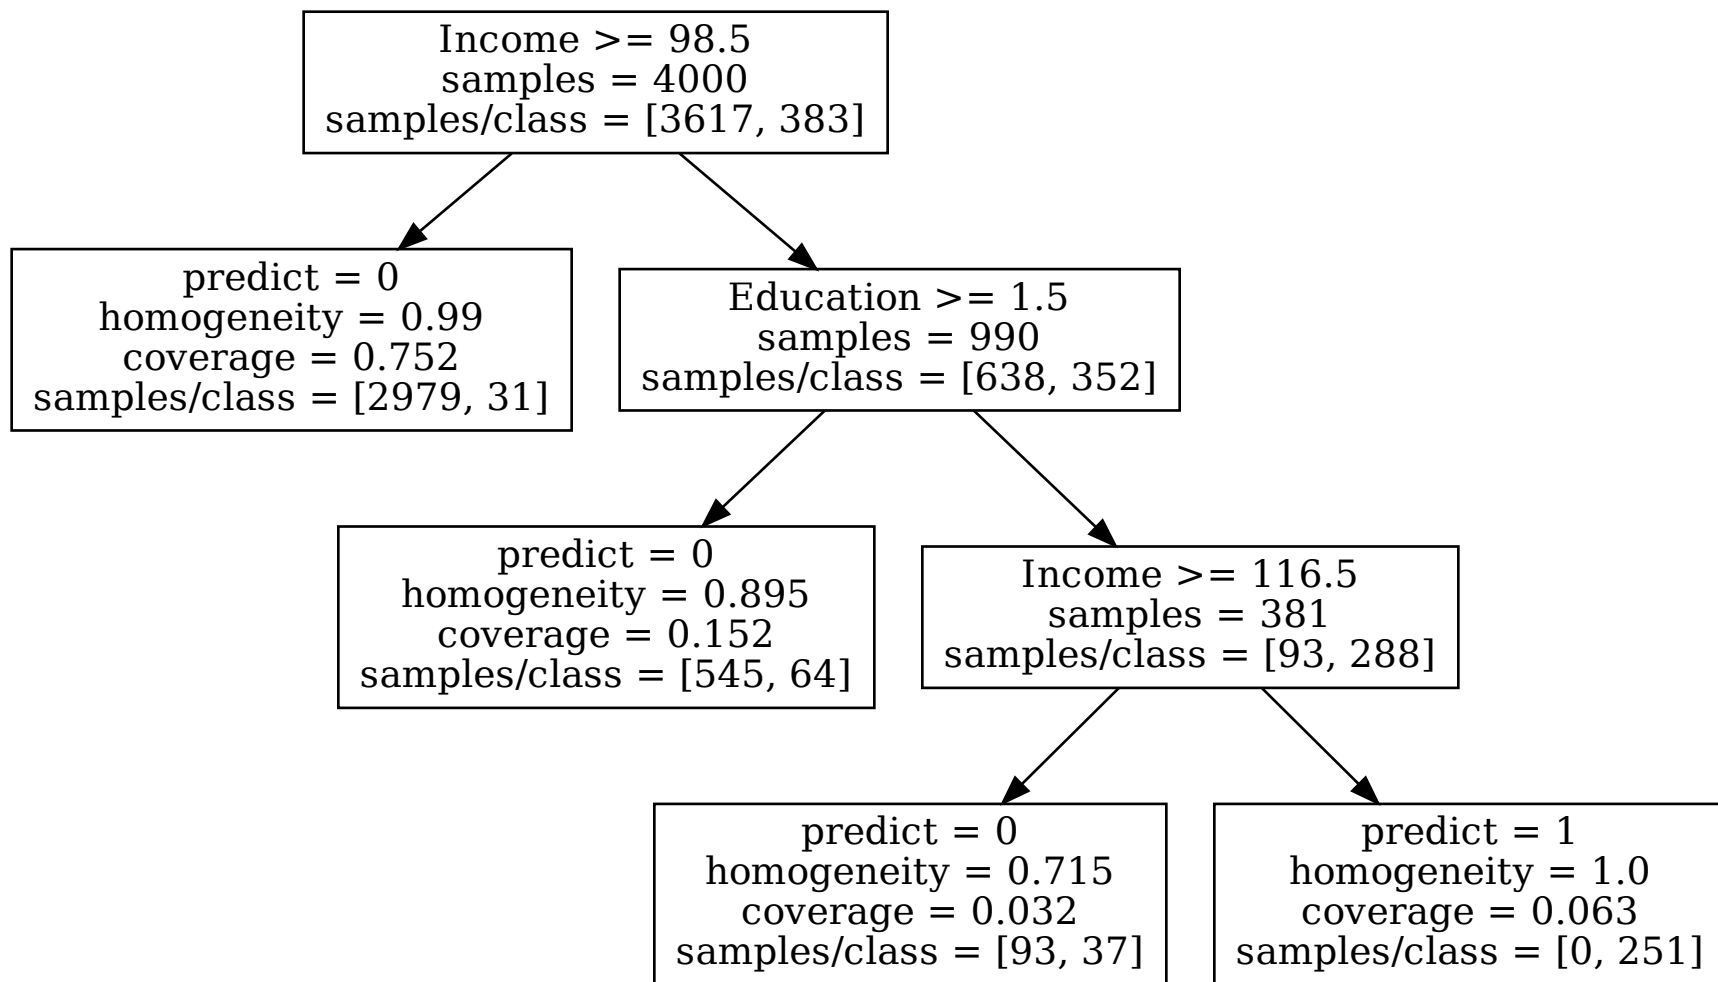 Income >= 98.5
samples = 4000
samples/class = [3617, 383]
predict = 0
homogeneity = 0.99
coverage = 0.752
samples/class = [2979, 31]
Education >= 1.5
samples = 990
samples/class = [638, 352]
predict = 0
homogeneity = 0.895
coverage = 0.152
samples/class = [545, 64]
Income >= 116.5
samples = 381
samples/class = [93, 288]
predict = 0
homogeneity = 0.715
coverage = 0.032
samples/class = [93, 37]
predict = 1
homogeneity = 1.0
coverage = 0.063
samples/class = [0, 251]